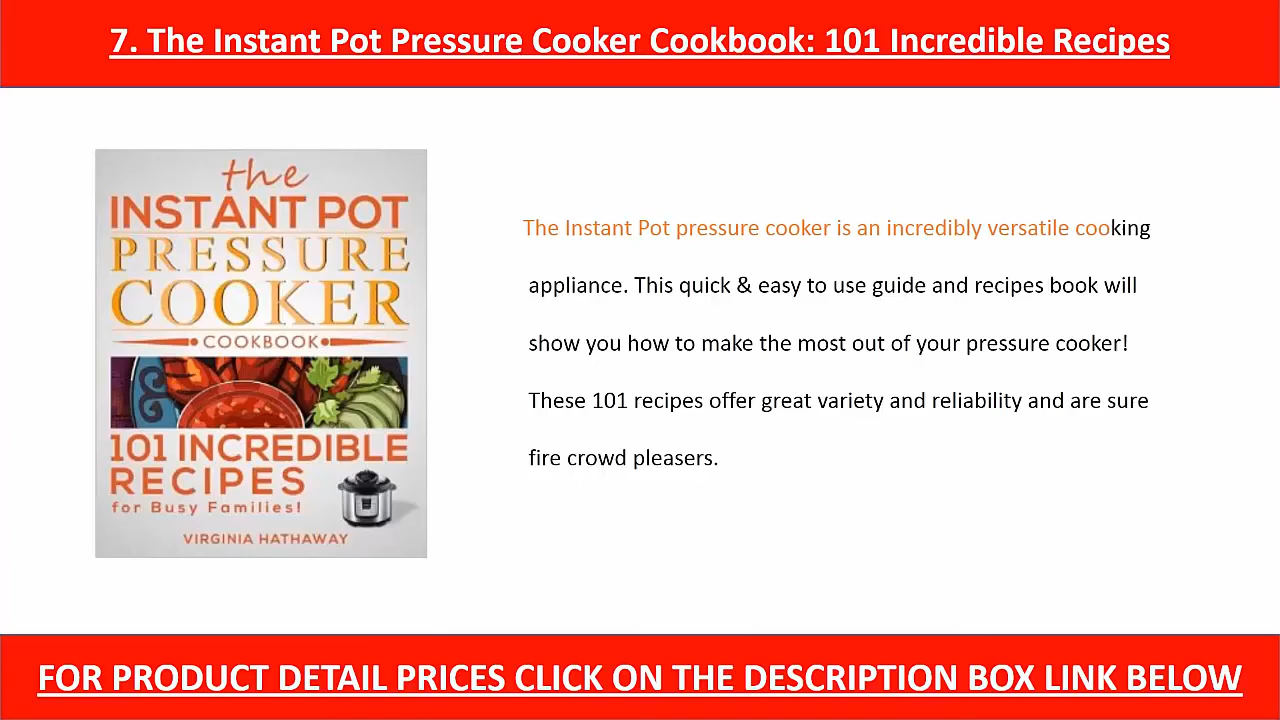 7. The Instant Pot Pressure Cooker Cookbook: 101 Incredible Recipes
the
INSTANT POT
PRESSURE
COOKER
COOKBOOK
101 INCREDIBLE
RECIPES
for Busy Families!
VIRGINIA HATHAWAY
The Instant Pot pressure cooker is an incredibly versatile cooking
appliance. This quick & easy to use guide and recipes book will
show you how to make the most out of your pressure cooker!
These 101 recipes offer great variety and reliability and are sure
fire crowd pleasers.
FOR PRODUCT DETAIL PRICES CLICK ON THE DESCRIPTION BOX LINK BELOW